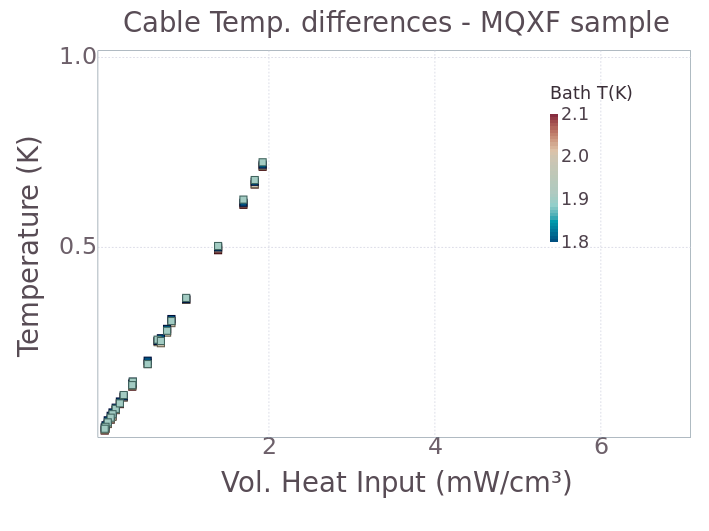 Cable Temp. differences - MQXF sample
Temperature (K)
1.0
0.5
Bath T(K)
2.1
2.0
1.9
1.8
2 4 6
Vol. Heat Input (mW/cm³)